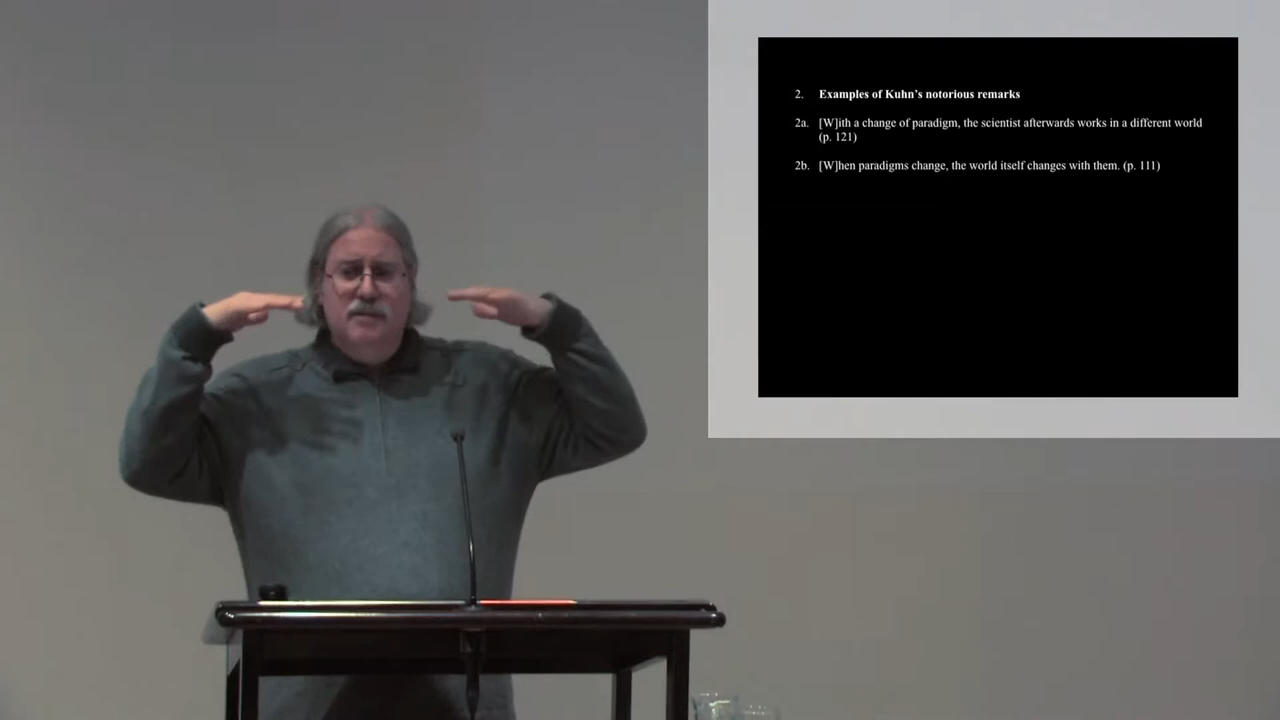 2. Examples of Kuhn's notorious remarks
2a. [W]ith a change of paradigm, the scientist afterwards works in a different world
(p. 121)
2b. [W]hen paradigms change, the world itself changes with them. (p. 111)